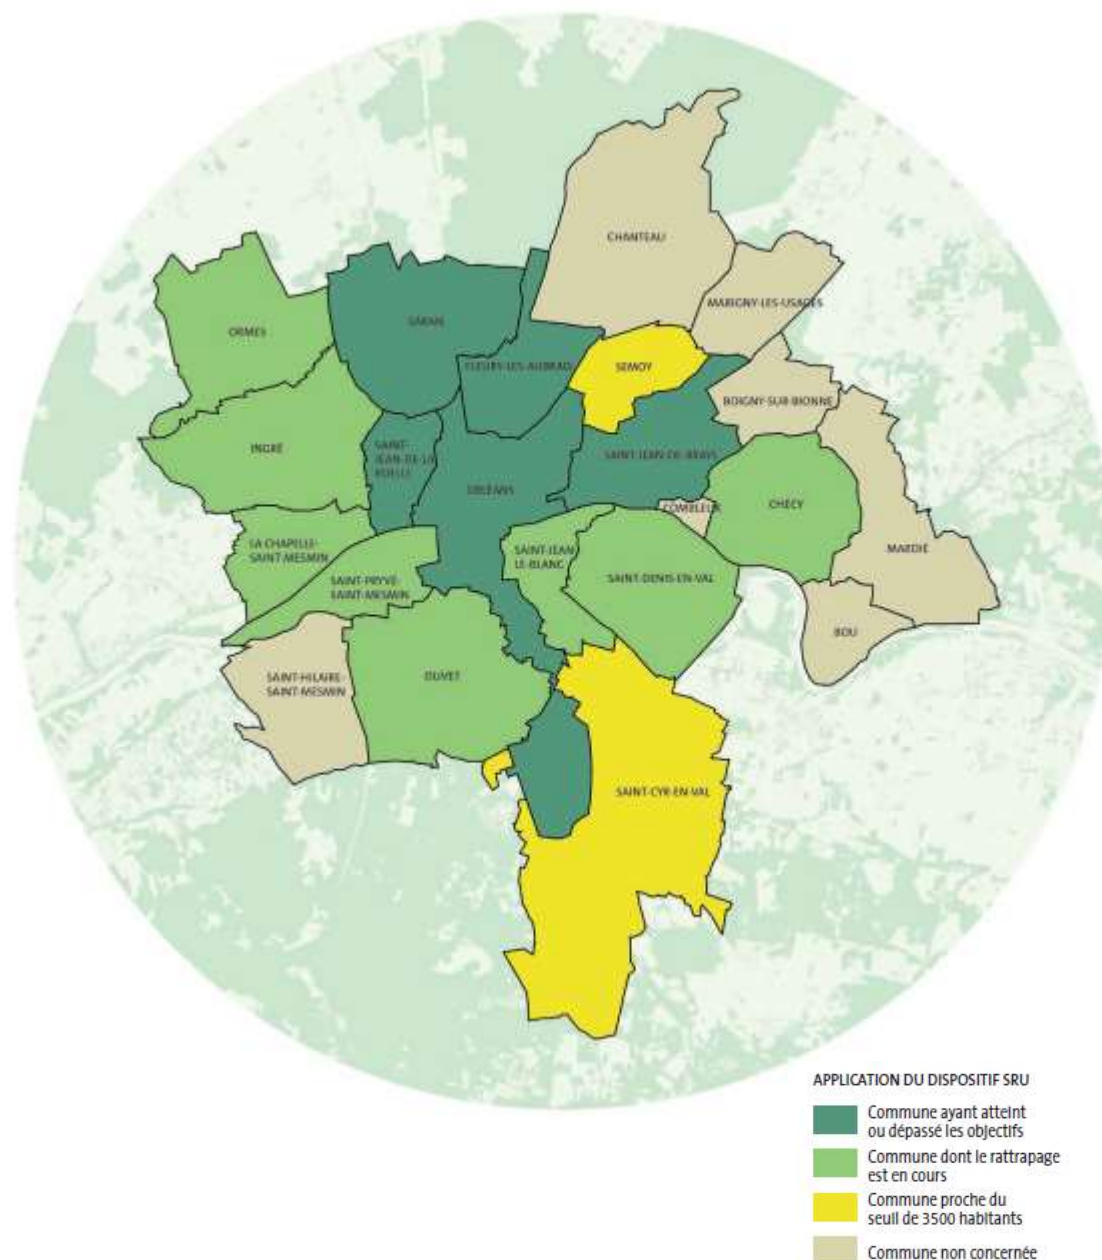 CHANTEAU
MARIGNY-LES-USAGES
ORMES
SARAN
FLEURY-LES-AUBRAIS
SEMOY
BOIGNY-SUR-BIONNE
INGRÉ
SAINT-
JEAN-DE-LA
RUELLE
ORLÉANS
SAINT-JEAN-DE-BRAYE
COMBLEUX
CHÉCY
MARDIÉ
LA CHAPELLE-
SAINT-MESMIN
SAINT-JEAN
LE-BLANC
SAINT-PRYVÉ-
SAINT-MESMIN
SAINT-DENIS-EN-VAL
BOU
SAINT-HILAIRE-
SAINT-MESMIN
OLIVET
SAINT-CYR-EN-VAL
APPLICATION DU DISPOSITIF SRU
Commune ayant atteint
ou dépassé les objectifs
Commune dont le rattrapage
est en cours
Commune proche du
seuil de 3500 habitants
Commune non concernée